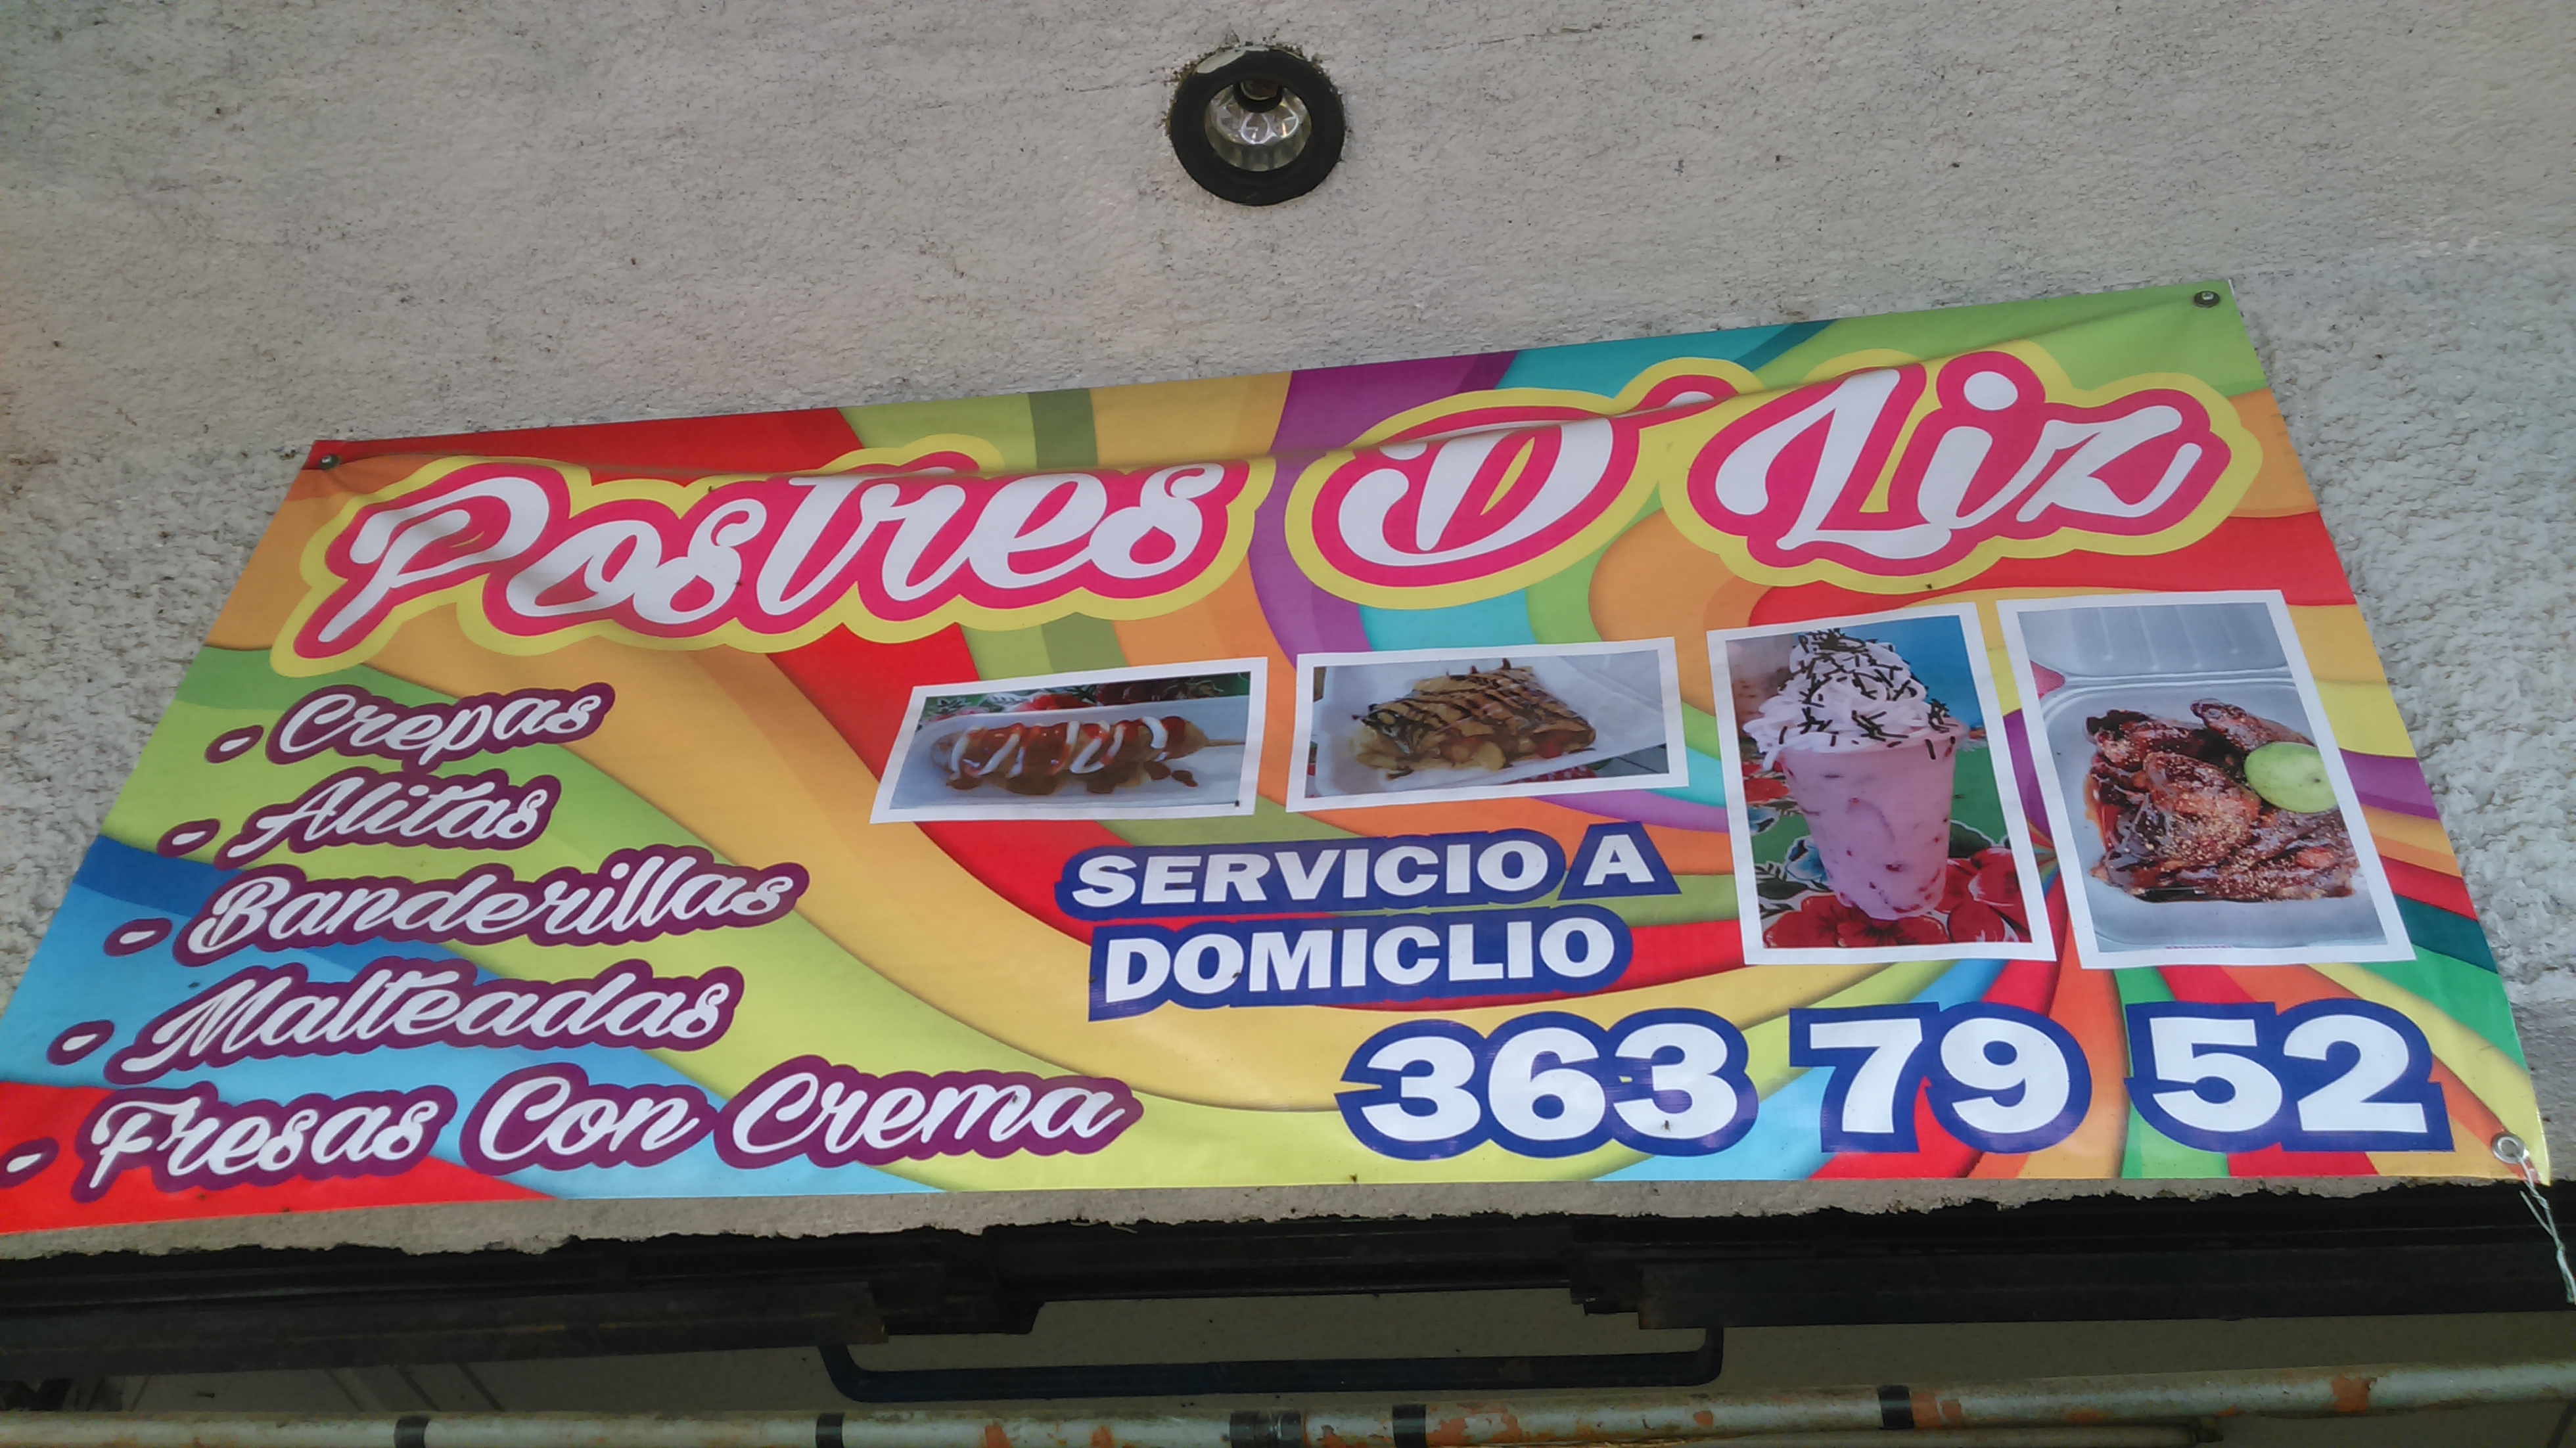 Postres D' Liz
- Crepas
- Alitas
- Banderillas
- Malteadas
- Fresas Con Crema
SERVICIO A
DOMICLIO
363 79 52